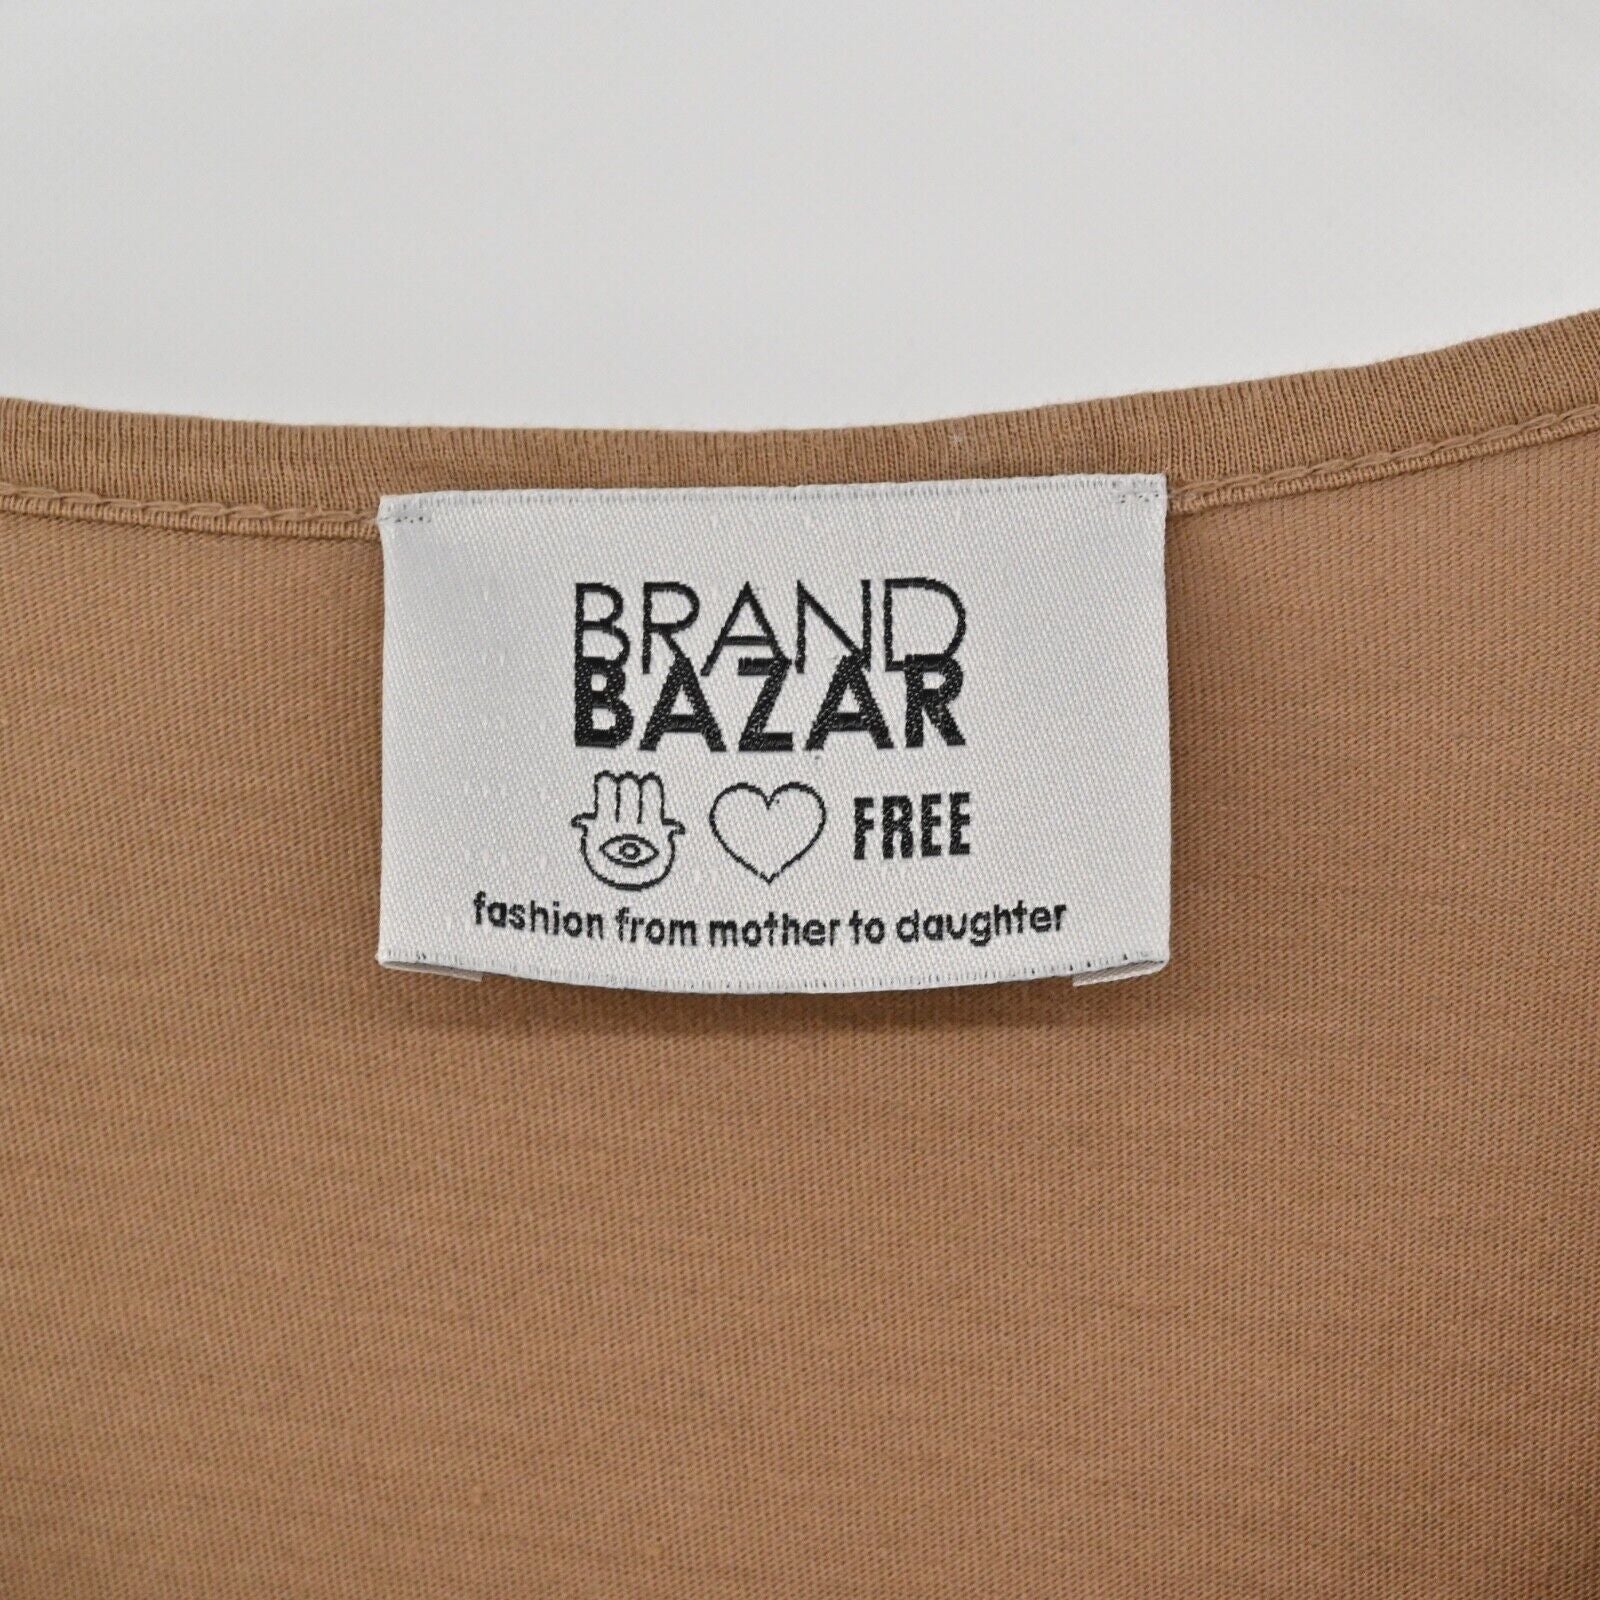 BRAND
BAZAR
FREE
fashion from mother to daughter